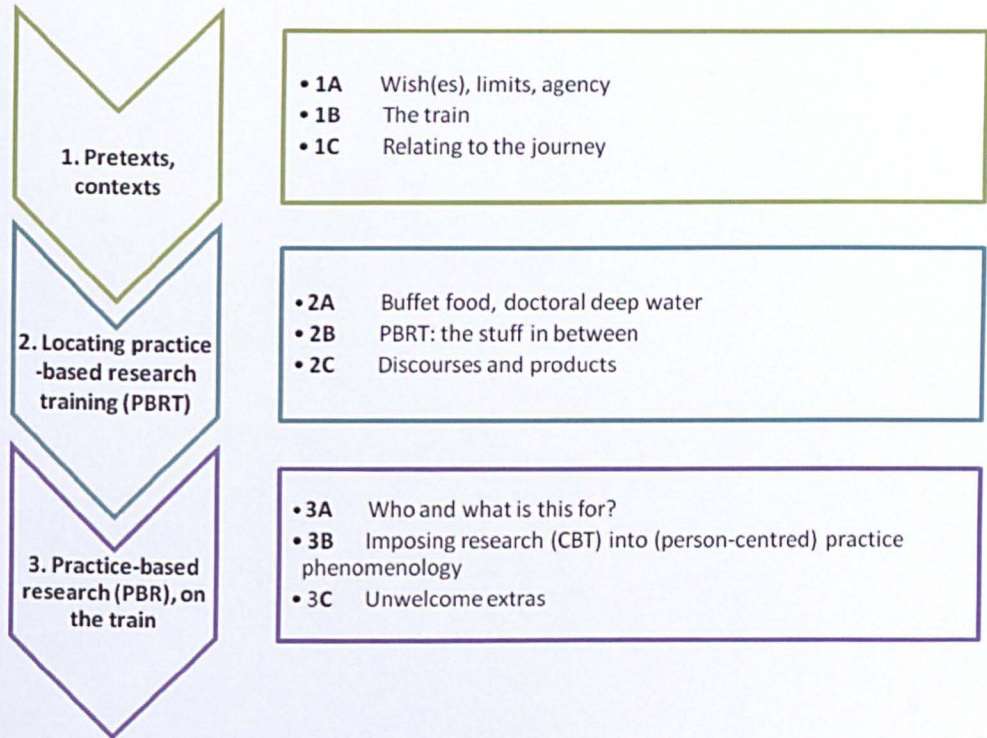 1. Pretexts,
contexts
• 1A Wish(es), limits, agency
• 1B The train
• 1C Relating to the journey
2. Locating practice
-based research
training (PBRT)
• 2A Buffet food, doctoral deep water
• 2B PBRT: the stuff in between
• 2C Discourses and products
3. Practice-based
research (PBR), on
the train
• 3A Who and what is this for?
• 3B Imposing research (CBT) into (person-centred) practice
phenomenology
• 3C Unwelcome extras